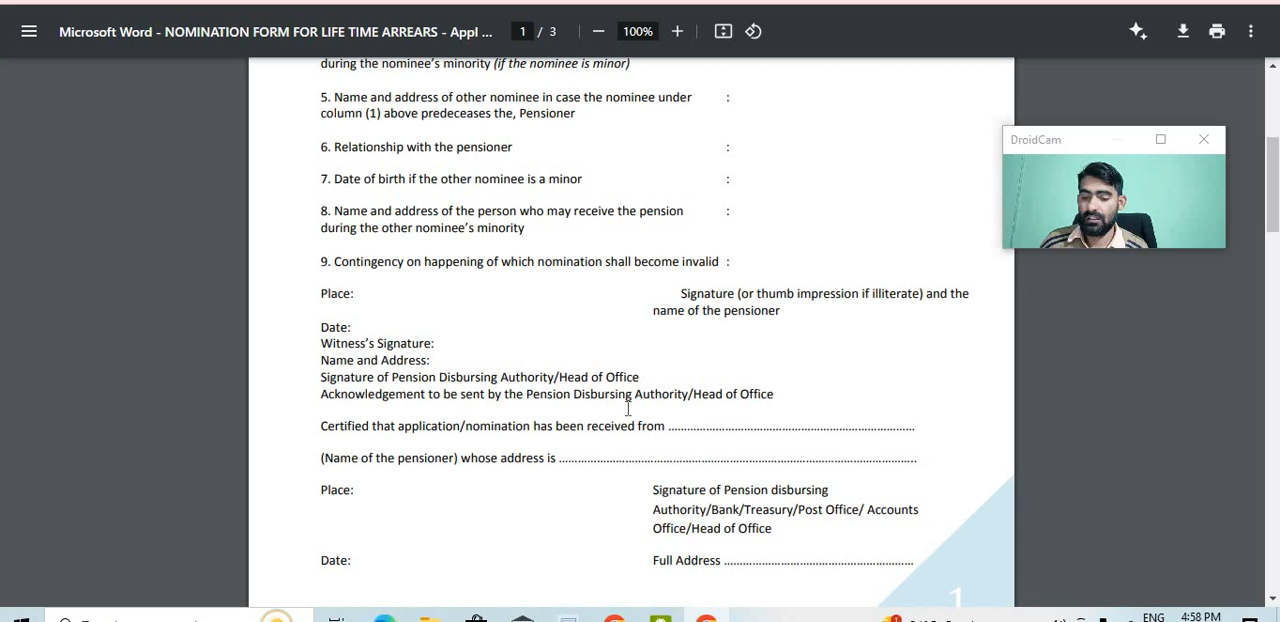 Microsoft Word - NOMINATION FORM FOR LIFE TIME ARREARS - Appl ...
1 / 3
100%
during the nominee's minority (if the nominee is minor)
5. Name and address of other nominee in case the nominee under :
column (1) above predeceases the, Pensioner
6. Relationship with the pensioner :
7. Date of birth if the other nominee is a minor :
8. Name and address of the person who may receive the pension :
during the other nominee's minority
9. Contingency on happening of which nomination shall become invalid :
Place: Signature (or thumb impression if illiterate) and the
name of the pensioner
Date:
Witness's Signature:
Name and Address:
Signature of Pension Disbursing Authority/Head of Office
Acknowledgement to be sent by the Pension Disbursing Authority/Head of Office
Certified that application/nomination has been received from ……………………………………………………………………
(Name of the pensioner) whose address is …………………………………………………………………………………………………..
Place: Signature of Pension disbursing
Authority/Bank/Treasury/Post Office/ Accounts
Office/Head of Office
Date: Full Address ……………………………………………………
1
DroidCam
ENG
4:58 PM